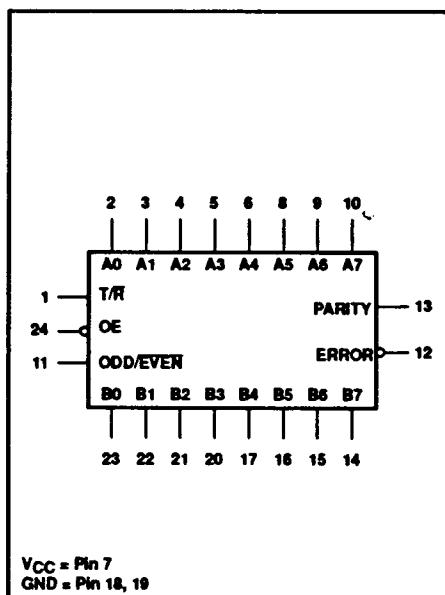 2 3 4 5 6 8 9 10
A0 A1 A2 A3 A4 A5 A6 A7
1 T/R̅
PARITY 13
24 OE
ERROR 12
11 ODD/E̅V̅E̅N̅
B0 B1 B2 B3 B4 B5 B6 B7
23 22 21 20 17 16 15 14
VCC = Pin 7
GND = Pin 18, 19